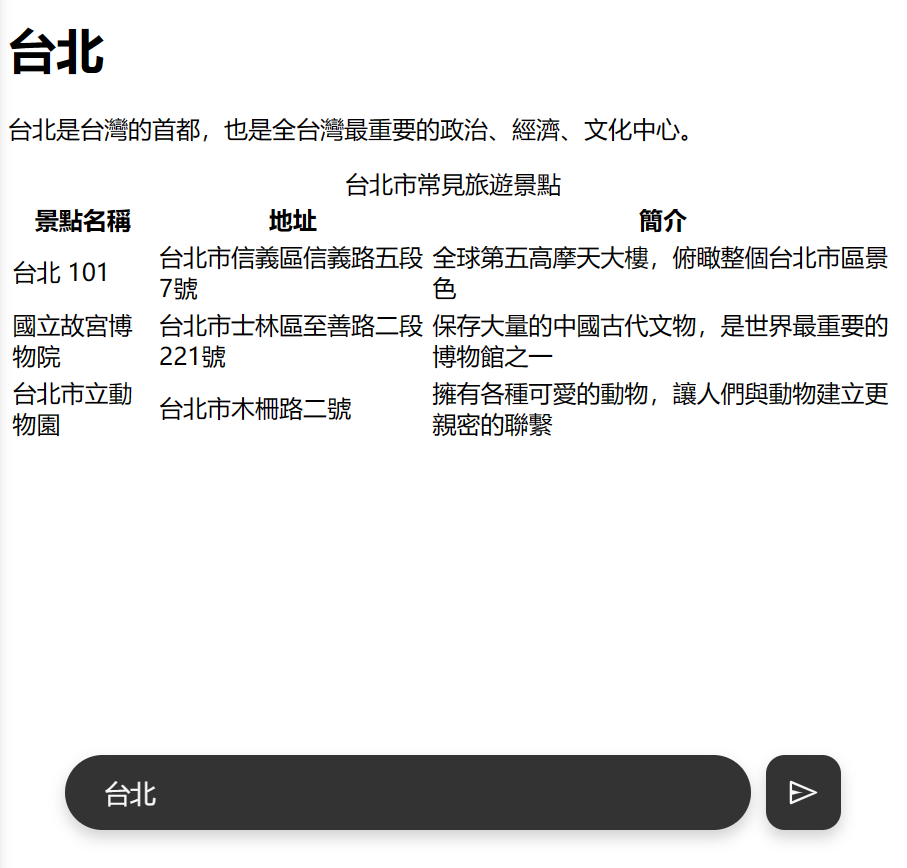 台北
台北是台灣的首都，也是全台灣最重要的政治、經濟、文化中心。
台北市常見旅遊景點
景點名稱 地址 簡介
台北 101
台北市信義區信義路五段
7號
全球第五高摩天大樓，俯瞰整個台北市區景
色
國立故宮博
物院
台北市士林區至善路二段
221號
保存大量的中國古代文物，是世界最重要的
博物館之一
台北市立動
物園
台北市木柵路二號
擁有各種可愛的動物，讓人們與動物建立更
親密的聯繫
台北